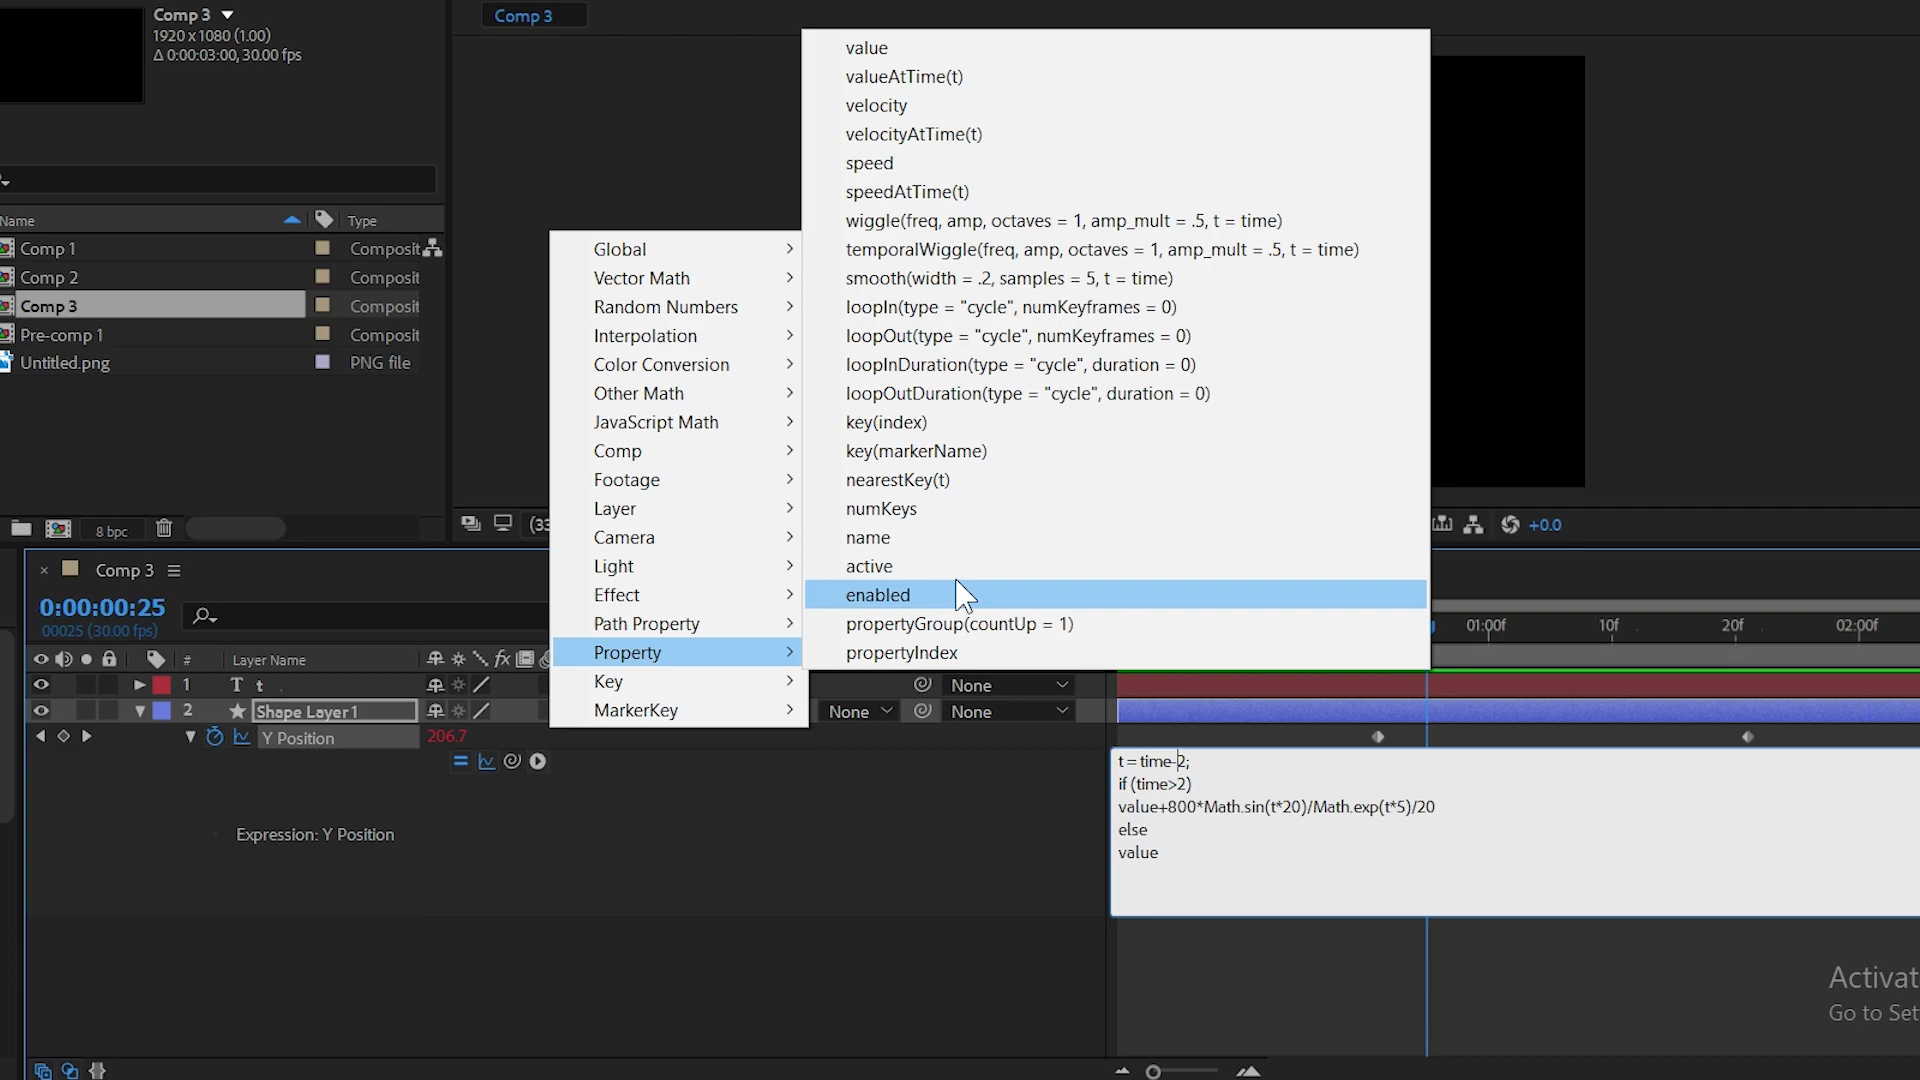 Comp 3
1920 x 1080 (1.00)
Δ 0:00:03:00, 30.00 fps
Comp 3
Name
Type
Comp 1
Composit
Comp 2
Composit
Comp 3
Composit
Pre-comp 1
Composit
Untitled.png
PNG file
8 bpc
(33
+0.0
Global
Vector Math
Random Numbers
Interpolation
Color Conversion
Other Math
JavaScript Math
Comp
Footage
Layer
Camera
Light
Effect
Path Property
Property
Key
MarkerKey
value
valueAtTime(t)
velocity
velocityAtTime(t)
speed
speedAtTime(t)
wiggle(freq, amp, octaves = 1, amp_mult = .5, t = time)
temporalWiggle(freq, amp, octaves = 1, amp_mult = .5, t = time)
smooth(width = .2, samples = 5, t = time)
loopIn(type = "cycle", numKeyframes = 0)
loopOut(type = "cycle", numKeyframes = 0)
loopInDuration(type = "cycle", duration = 0)
loopOutDuration(type = "cycle", duration = 0)
key(index)
key(markerName)
nearestKey(t)
numKeys
name
active
enabled
propertyGroup(countUp = 1)
propertyIndex
Comp 3
0:00:00:25
00025 (30.00 fps)
01:00f 10f 20f 02:00f
# Layer Name fx
1 T t None
2 Shape Layer 1 None None
Y Position 206.7
Expression: Y Position
t = time-2;
if (time>2)
value+800*Math.sin(t*20)/Math.exp(t*5)/20
else
value
Activat
Go to Set